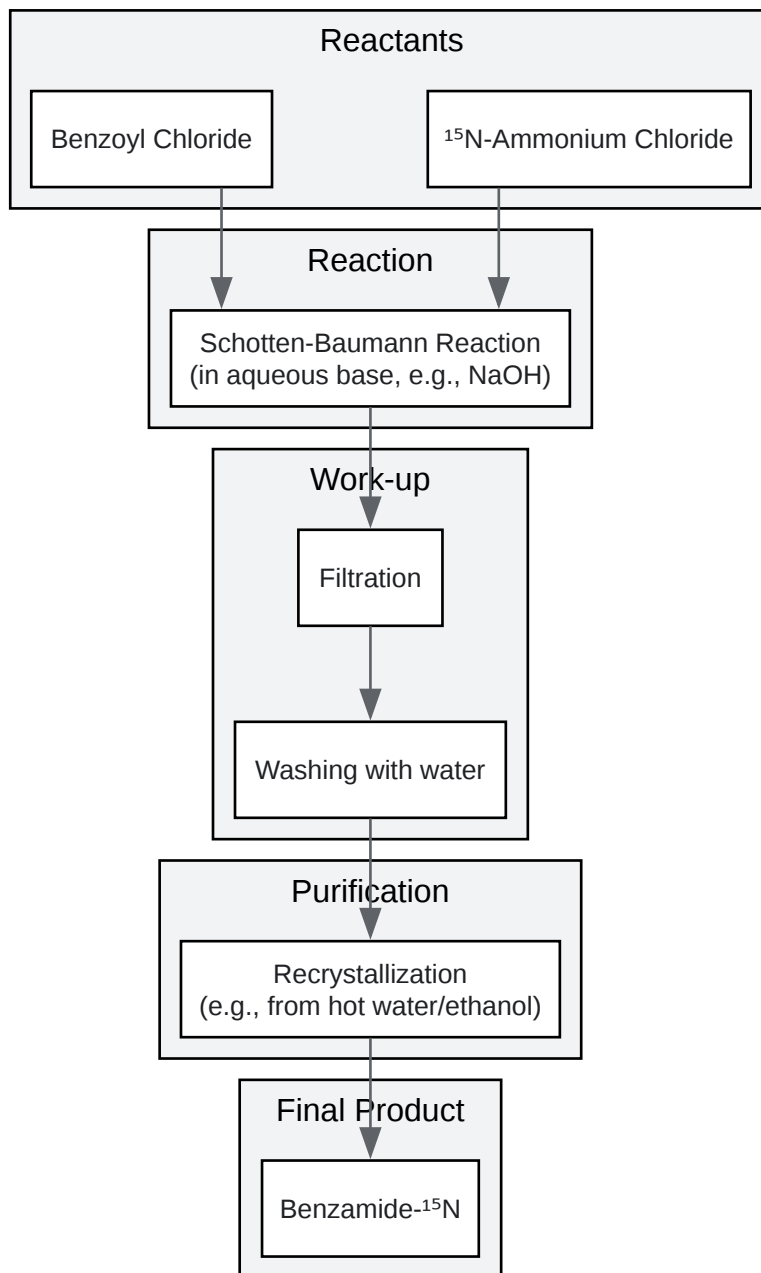 Reactants
Benzoyl Chloride
¹⁵N-Ammonium Chloride
Reaction
Schotten-Baumann Reaction
(in aqueous base, e.g., NaOH)
Work-up
Filtration
Washing with water
Purification
Recrystallization
(e.g., from hot water/ethanol)
Final Product
Benzamide-¹⁵N